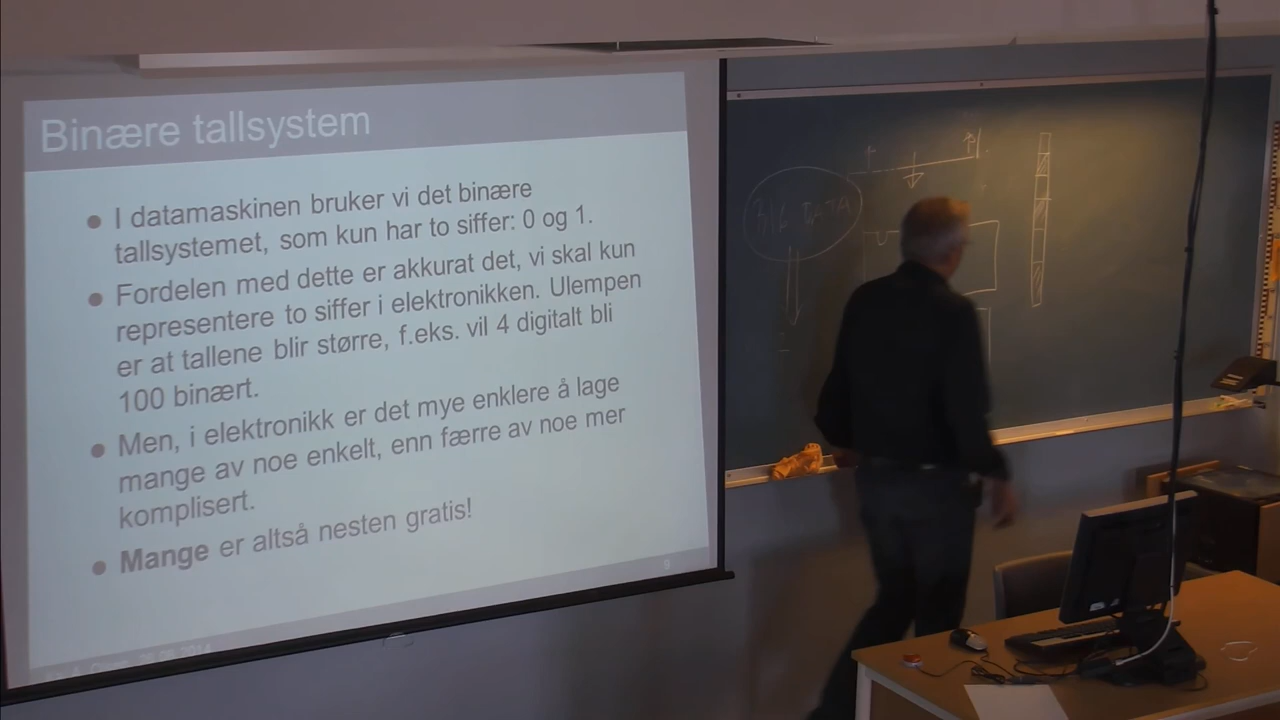 Binære tallsystem
I datamaskinen bruker vi det binære
tallsystemet, som kun har to siffer: 0 og 1.
Fordelen med dette er akkurat det, vi skal kun
representere to siffer i elektronikken. Ulempen
er at tallene blir større, f.eks. vil 4 digitalt bli
100 binært.
Men, i elektronikk er det mye enklere å lage
mange av noe enkelt, enn færre av noe mer
komplisert.
Mange er altså nesten gratis!
9
BIG DATA